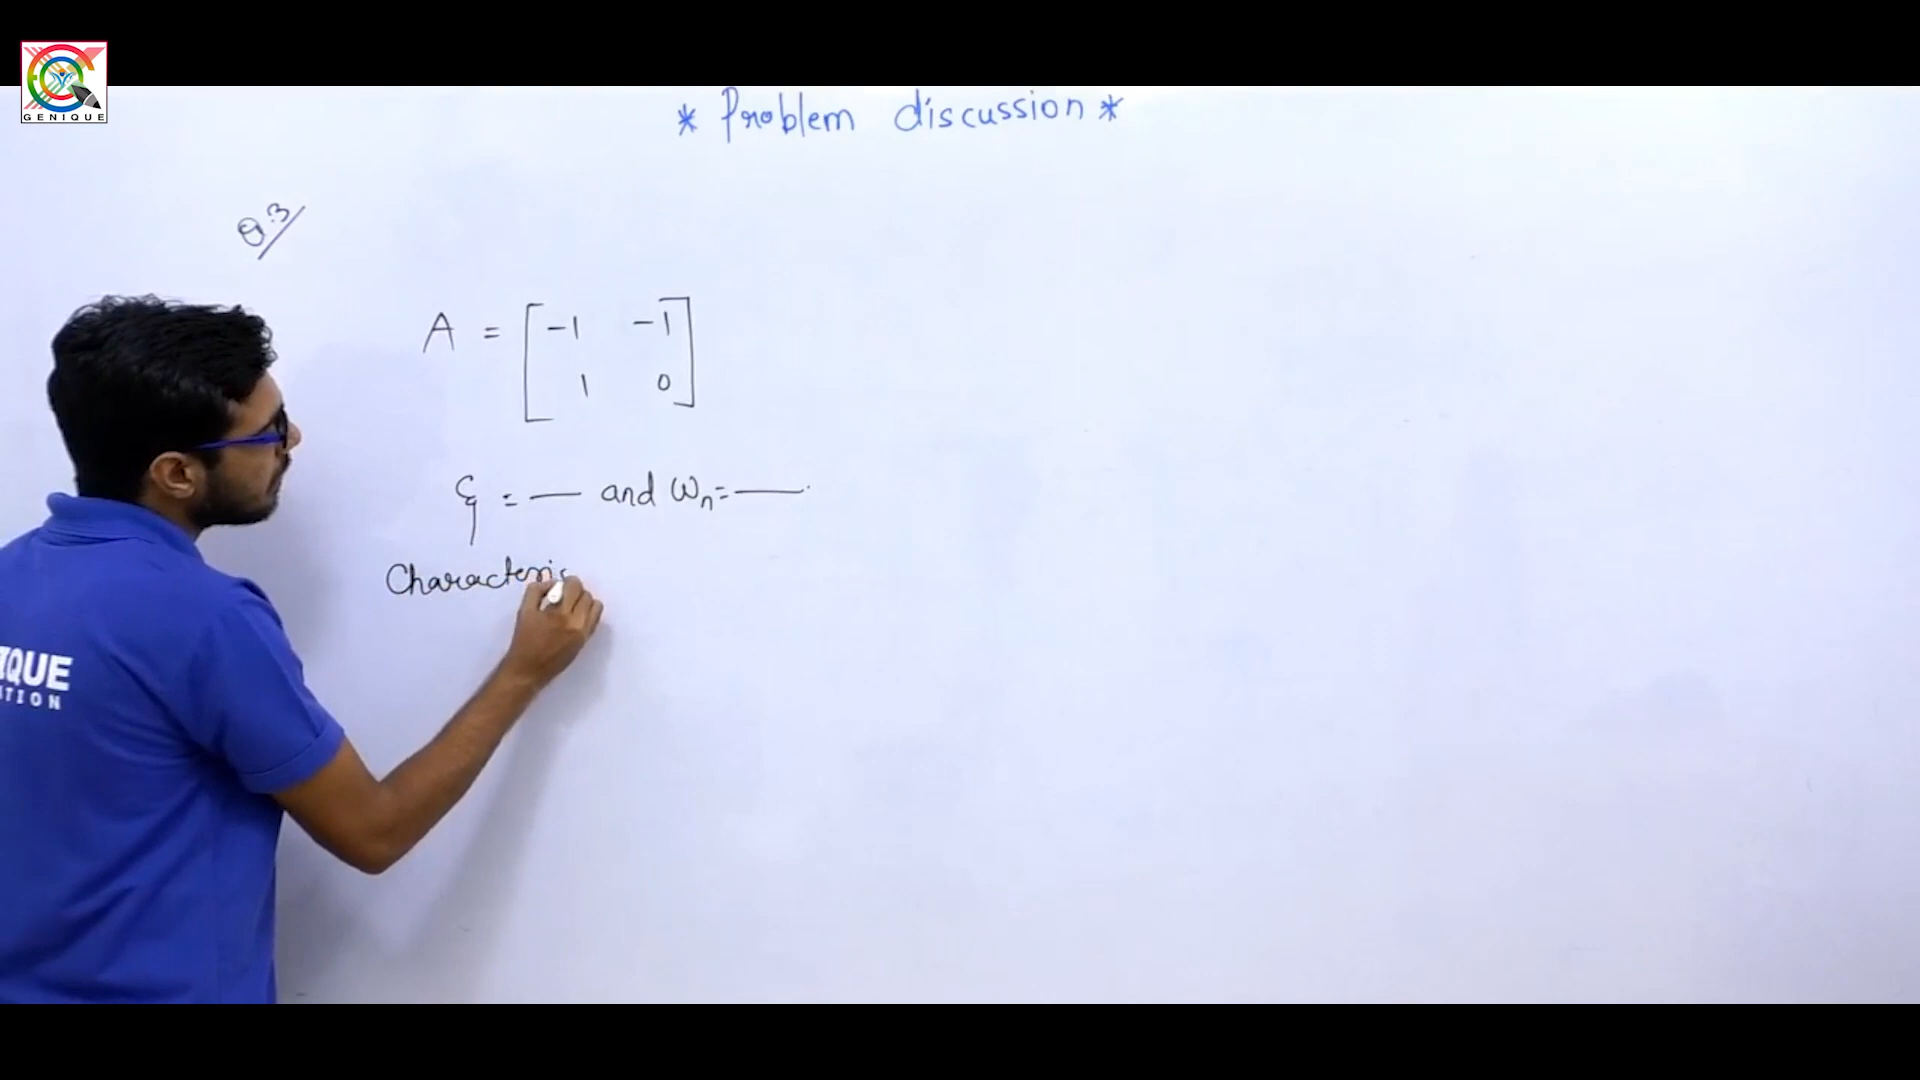 GENIQUE
* Problem discussion *
Q.3
A = [ -1 -1
1 0 ]
ξ = — and ωn = —
Characteris
IQUE
TION